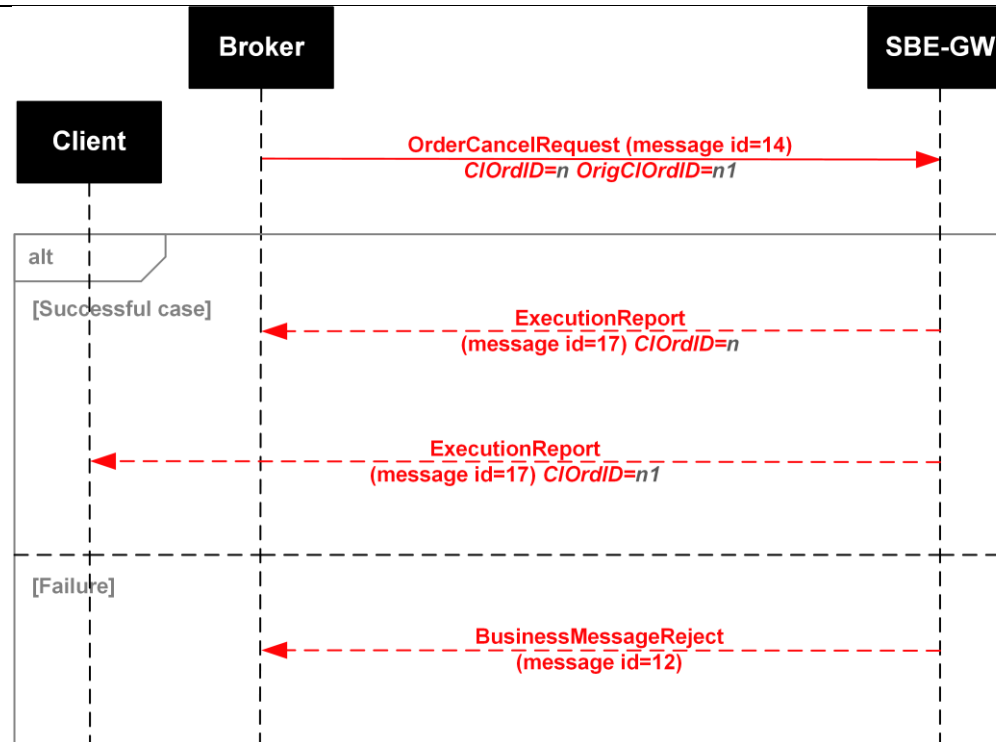 Broker
SBE-GW
Client
OrderCancelRequest (message id=14)
ClOrdID=n OrigClOrdID=n1
alt
[Successful case]
ExecutionReport
(message id=17) ClOrdID=n
ExecutionReport
(message id=17) ClOrdID=n1
[Failure]
BusinessMessageReject
(message id=12)